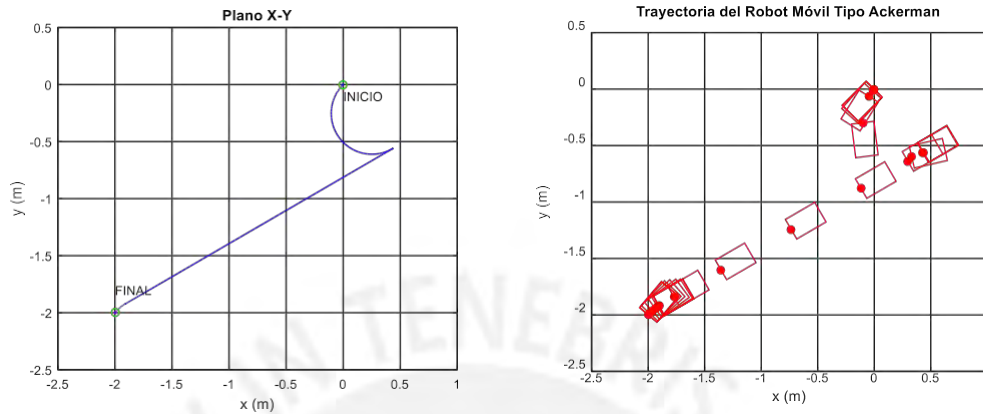 Plano X-Y
0.5
0
-0.5
-1
-1.5
-2
-2.5
y (m)
INICIO
FINAL
-2.5 -2 -1.5 -1 -0.5 0 0.5 1
x (m)
Trayectoria del Robot Móvil Tipo Ackerman
0.5
0
-0.5
-1
-1.5
-2
-2.5
y (m)
-2.5 -2 -1.5 -1 -0.5 0 0.5
x (m)
IN TENEBRIS